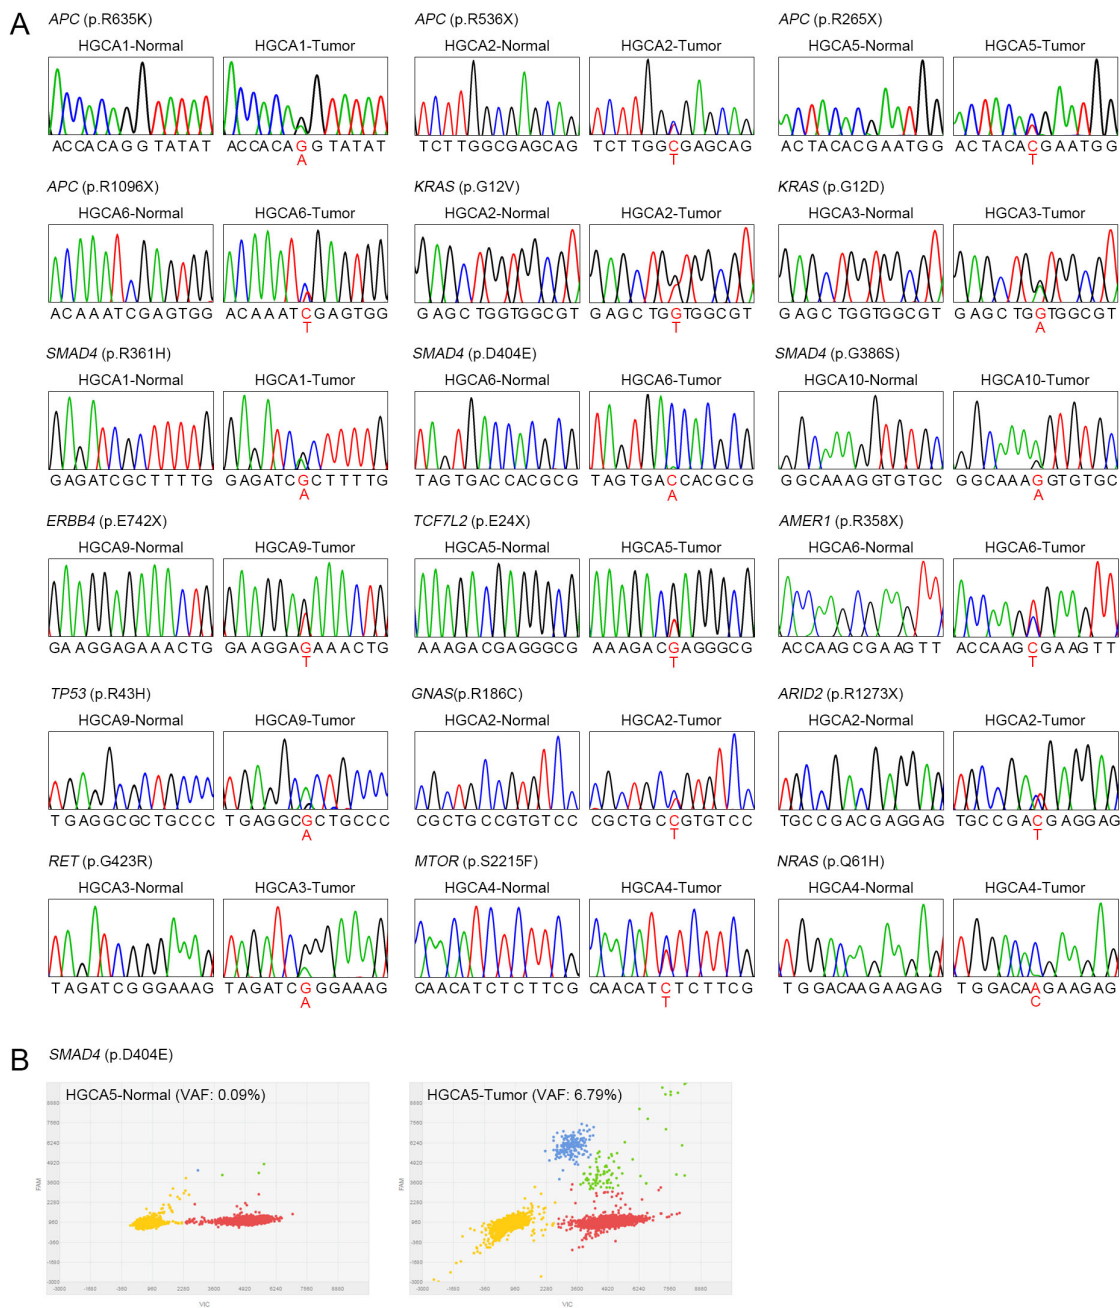 A
APC (p.R635K) APC (p.R536X) APC (p.R265X)
HGCA1-Normal HGCA1-Tumor HGCA2-Normal HGCA2-Tumor HGCA5-Normal HGCA5-Tumor
ACCACAGGTATAT ACCACAGGTATAT TCTTGGCGAGCAG TCTTGGCGAGCAG ACTACACGAATGG ACTACACGAATGG
A T T
APC (p.R1096X) KRAS (p.G12V) KRAS (p.G12D)
HGCA6-Normal HGCA6-Tumor HGCA2-Normal HGCA2-Tumor HGCA3-Normal HGCA3-Tumor
ACAAATCGAGTGG ACAAATCGAGTGG GAGCTGGTGGCGT GAGCTGGTGGCGT GAGCTGGTGGCGT GAGCTGGTGGCGT
T T A
SMAD4 (p.R361H) SMAD4 (p.D404E) SMAD4 (p.G386S)
HGCA1-Normal HGCA1-Tumor HGCA6-Normal HGCA6-Tumor HGCA10-Normal HGCA10-Tumor
GAGATCGCTTTTG GAGATCGCTTTTG TAGTGACCACGCG TAGTGACCACGCG GGCAAAGGTGTGC GGCAAAGGTGTGC
A A A
ERBB4 (p.E742X) TCF7L2 (p.E24X) AMER1 (p.R358X)
HGCA9-Normal HGCA9-Tumor HGCA5-Normal HGCA5-Tumor HGCA6-Normal HGCA6-Tumor
GAAGGAGAAACTG GAAGGAGAAACTG AAAGACGAGGGCG AAAGACGAGGGCG ACCAAGCGAAGTT ACCAAGCGAAGTT
T T T
TP53 (p.R43H) GNAS(p.R186C) ARID2 (p.R1273X)
HGCA9-Normal HGCA9-Tumor HGCA2-Normal HGCA2-Tumor HGCA2-Normal HGCA2-Tumor
TGAGGCGCTGCCC TGAGGCGCTGCCC CGCTGCCGTGTCC CGCTGCCGTGTCC TGCCGACGAGGAG TGCCGACGAGGAG
A T T
RET (p.G423R) MTOR (p.S2215F) NRAS (p.Q61H)
HGCA3-Normal HGCA3-Tumor HGCA4-Normal HGCA4-Tumor HGCA4-Normal HGCA4-Tumor
TAGATCGGGAAAG TAGATCGGGAAAG CAACATCTCTTCG CAACATCTCTTCG TGGACAAGAAGAG TGGACAAGAAGAG
A T C
B
SMAD4 (p.D404E)
HGCA5-Normal (VAF: 0.09%) HGCA5-Tumor (VAF: 6.79%)
FAM FAM
VIC VIC